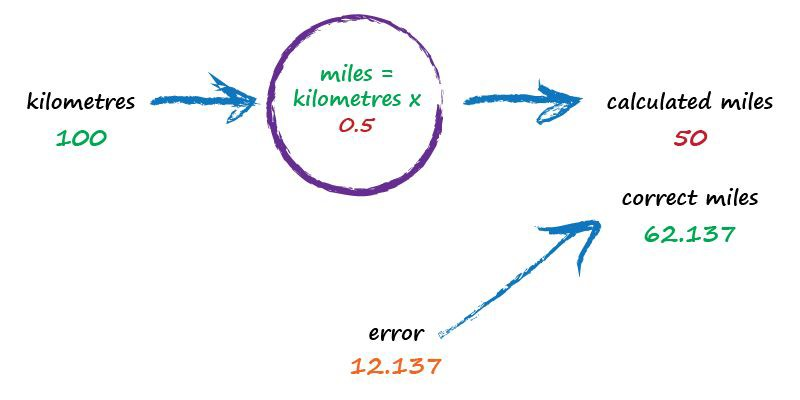 kilometres
100
miles =
kilometres x
0.5
calculated miles
50
correct miles
62.137
error
12.137